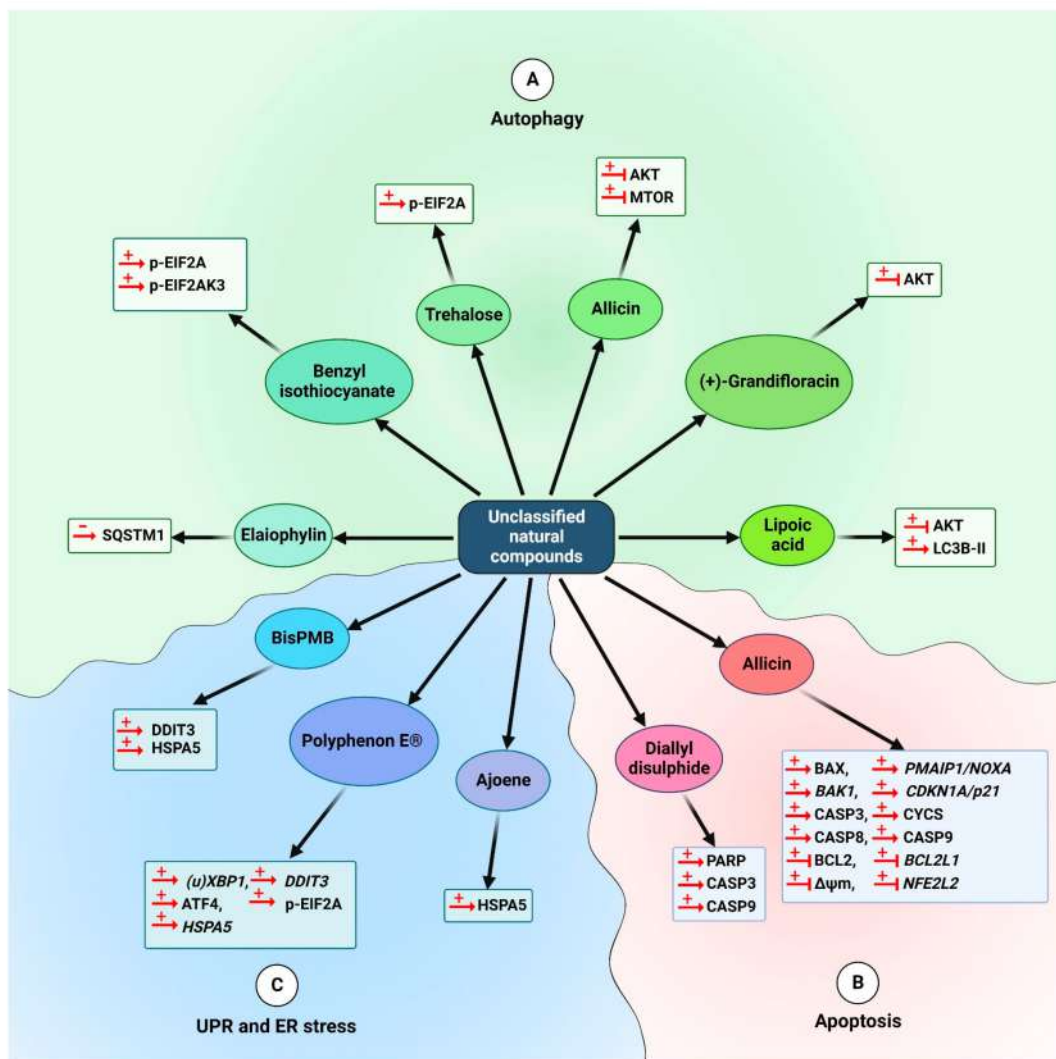 A
Autophagy
+ AKT
+ MTOR
+ p-EIF2A
+ p-EIF2A
+ p-EIF2AK3
+ AKT
Trehalose
Allicin
Benzyl
isothiocyanate
(+)-Grandifloracin
Unclassified
natural
compounds
- SQSTM1
Elaiophylin
Lipoic
acid
+ AKT
+ LC3B-II
BisPMB
Allicin
+ DDIT3
+ HSPA5
Polyphenon E®
Ajoene
Diallyl
disulphide
+ BAX, + PMAIP1/NOXA
+ BAK1, + CDKN1A/p21
+ CASP3, + CYCS
+ CASP8, + CASP9
+ BCL2, + BCL2L1
+ Δψm, + NFE2L2
+ PARP
+ CASP3
+ CASP9
+ (u)XBP1, + DDIT3
+ ATF4, + p-EIF2A
+ HSPA5
+ HSPA5
C
UPR and ER stress
B
Apoptosis